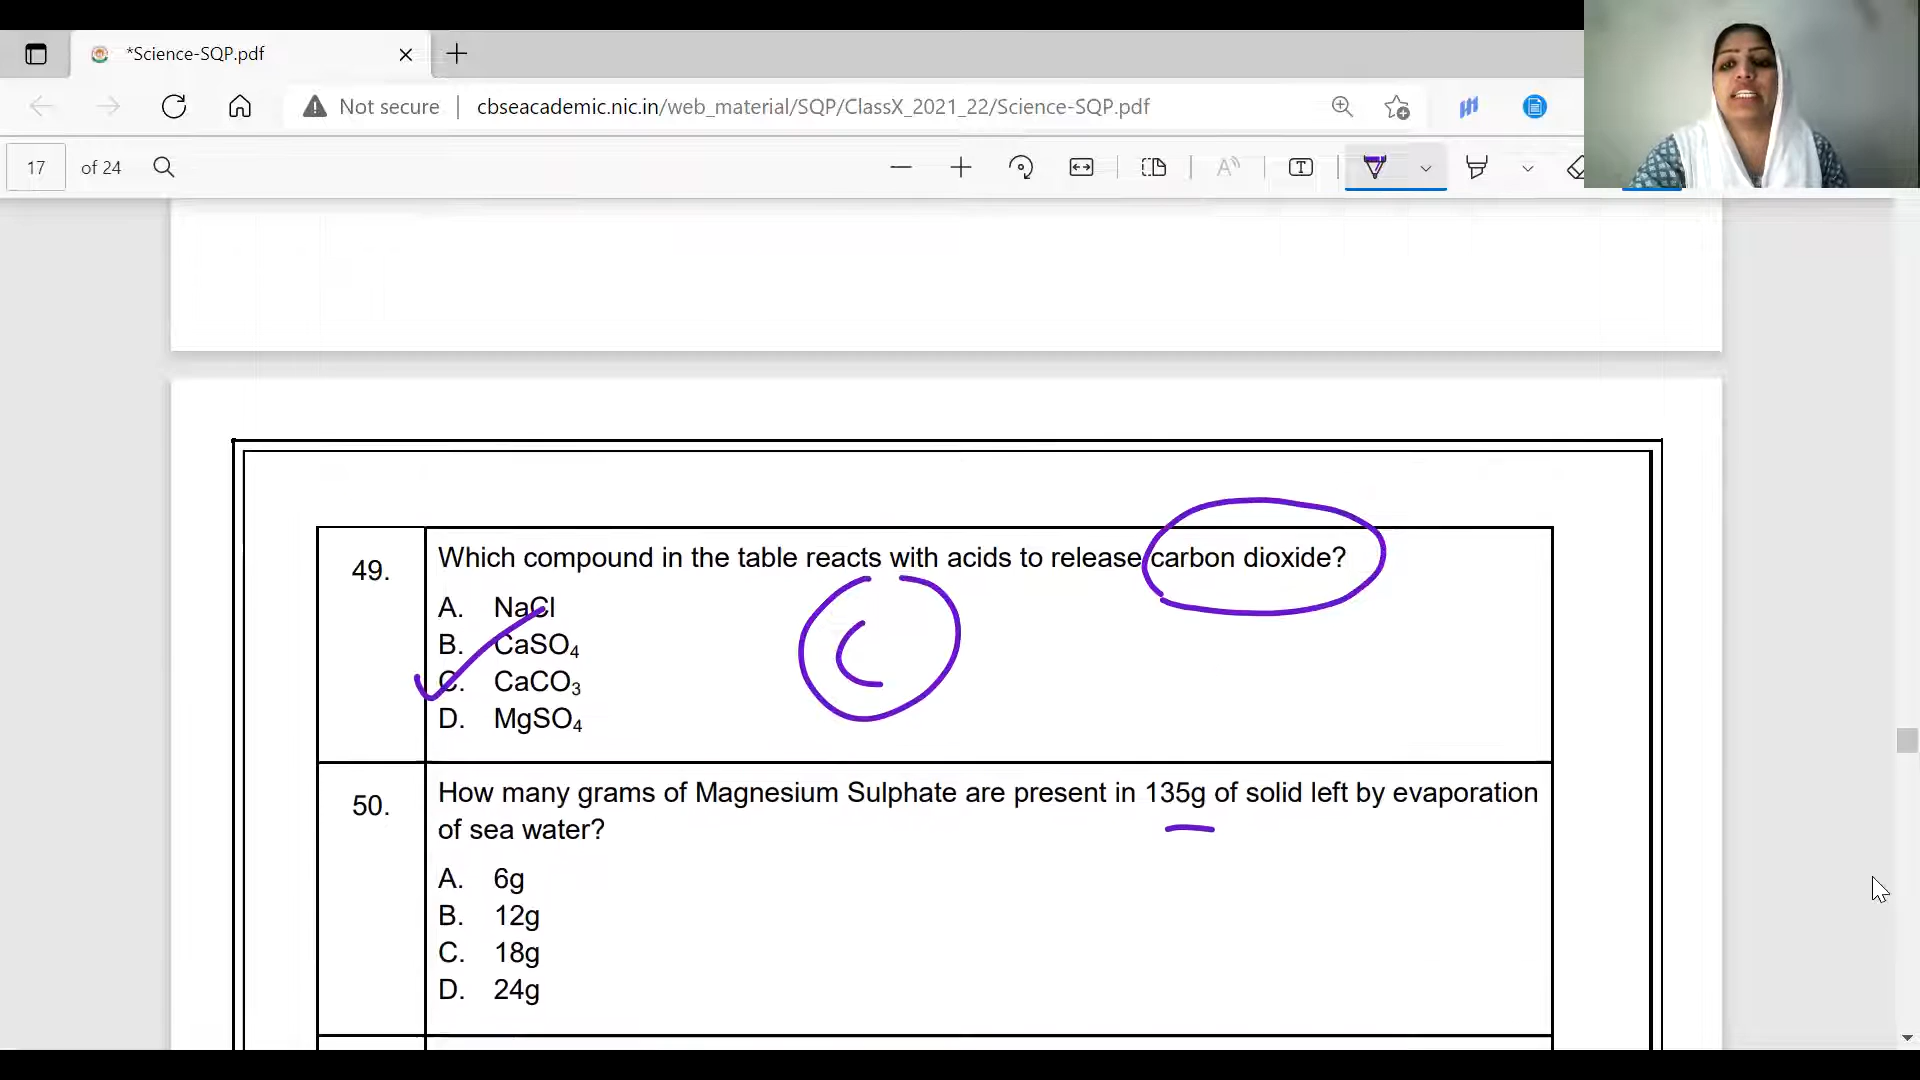 *Science-SQP.pdf
Not secure | cbseacademic.nic.in/web_material/SQP/ClassX_2021_22/Science-SQP.pdf
17 of 24
49. Which compound in the table reacts with acids to release carbon dioxide?
A. NaCl
B. CaSO₄
C. CaCO₃
D. MgSO₄
C
50. How many grams of Magnesium Sulphate are present in 135g of solid left by evaporation
of sea water?
A. 6g
B. 12g
C. 18g
D. 24g